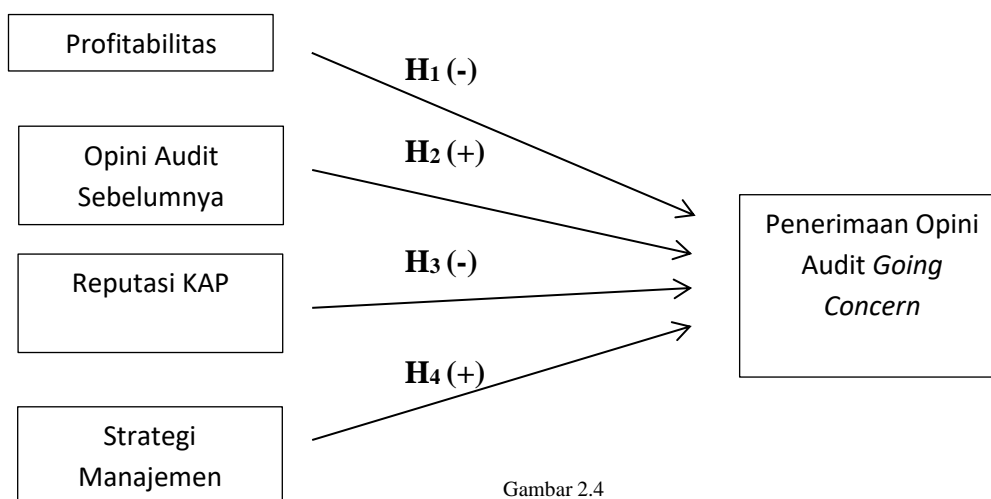 Profitabilitas
H1 (-)
Opini Audit
Sebelumnya
H2 (+)
Reputasi KAP
H3 (-)
Strategi
Manajemen
H4 (+)
Penerimaan Opini
Audit Going
Concern
Gambar 2.4